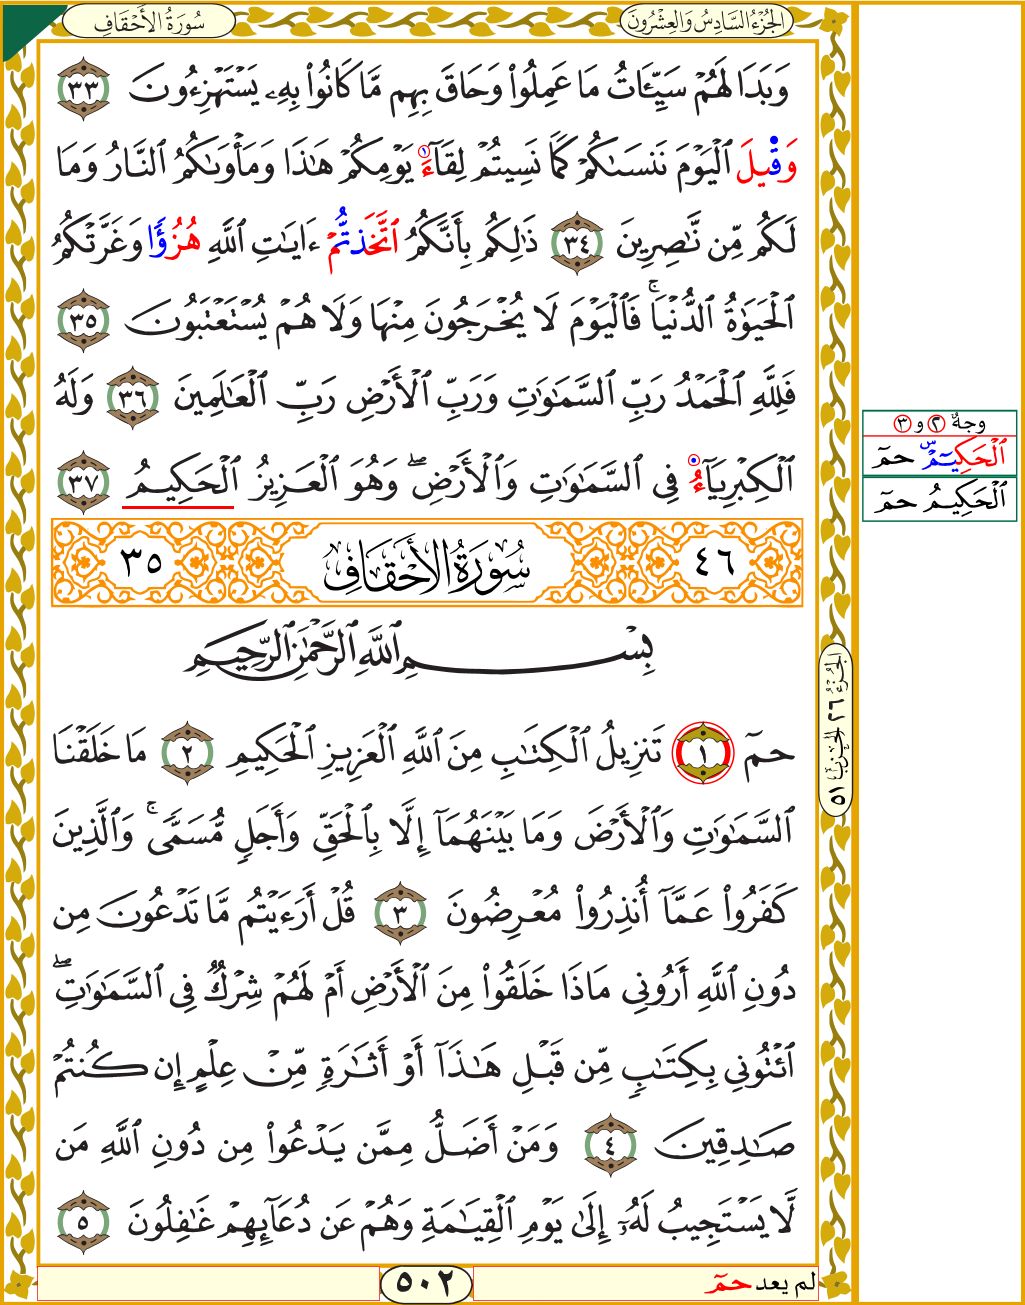 سُورَةُ الأَحْقَافِ
الجُزْءُ السَّادِسُ وَالعِشْرُونَ
وَبَدَا لَهُمْ سَيِّـَٔاتُ مَا عَمِلُوا۟ وَحَاقَ بِهِم مَّا كَانُوا۟ بِهِۦ يَسْتَهْزِءُونَ ٣٣
وَقِيلَ ٱلْيَوْمَ نَنسَىٰكُمْ كَمَا نَسِيتُمْ لِقَآءَ يَوْمِكُمْ هَٰذَا وَمَأْوَىٰكُمُ ٱلنَّارُ وَمَا
لَكُم مِّن نَّٰصِرِينَ ٣٤ ذَٰلِكُم بِأَنَّكُمُ ٱتَّخَذتُّمْ ءَايَٰتِ ٱللَّهِ هُزُؤًا وَغَرَّتْكُمُ
ٱلْحَيَوٰةُ ٱلدُّنْيَا ۚ فَٱلْيَوْمَ لَا يُخْرَجُونَ مِنْهَا وَلَا هُمْ يُسْتَعْتَبُونَ ٣٥
فَلِلَّهِ ٱلْحَمْدُ رَبِّ ٱلسَّمَٰوَٰتِ وَرَبِّ ٱلْأَرْضِ رَبِّ ٱلْعَٰلَمِينَ ٣٦ وَلَهُ
ٱلْكِبْرِيَآءُ فِى ٱلسَّمَٰوَٰتِ وَٱلْأَرْضِ ۖ وَهُوَ ٱلْعَزِيزُ ٱلْحَكِيمُ ٣٧
٤٦ سُورَةُ الأَحْقَافِ ٣٥
بِسْمِ ٱللَّهِ ٱلرَّحْمَٰنِ ٱلرَّحِيمِ
حمٓ ١ تَنزِيلُ ٱلْكِتَٰبِ مِنَ ٱللَّهِ ٱلْعَزِيزِ ٱلْحَكِيمِ ٢ مَا خَلَقْنَا
ٱلسَّمَٰوَٰتِ وَٱلْأَرْضَ وَمَا بَيْنَهُمَآ إِلَّا بِٱلْحَقِّ وَأَجَلٍ مُّسَمًّى ۚ وَٱلَّذِينَ
كَفَرُوا۟ عَمَّآ أُنذِرُوا۟ مُعْرِضُونَ ٣ قُلْ أَرَءَيْتُم مَّا تَدْعُونَ مِن
دُونِ ٱللَّهِ أَرُونِى مَاذَا خَلَقُوا۟ مِنَ ٱلْأَرْضِ أَمْ لَهُمْ شِرْكٌ فِى ٱلسَّمَٰوَٰتِ ۖ
ٱئْتُونِى بِكِتَٰبٍ مِّن قَبْلِ هَٰذَآ أَوْ أَثَٰرَةٍ مِّنْ عِلْمٍ إِن كُنتُمْ
صَٰدِقِينَ ٤ وَمَنْ أَضَلُّ مِمَّن يَدْعُوا۟ مِن دُونِ ٱللَّهِ مَن
لَّا يَسْتَجِيبُ لَهُۥٓ إِلَىٰ يَوْمِ ٱلْقِيَٰمَةِ وَهُمْ عَن دُعَآئِهِمْ غَٰفِلُونَ ٥
وجهٌ ٢ و ٣
ٱلْحَكِيمُ س حمٓ
ٱلْحَكِيمُ حمٓ
الجُزْءُ ٢٦ الحِزْبُ ٥١
لم يعد حمٓ
٥٠٢